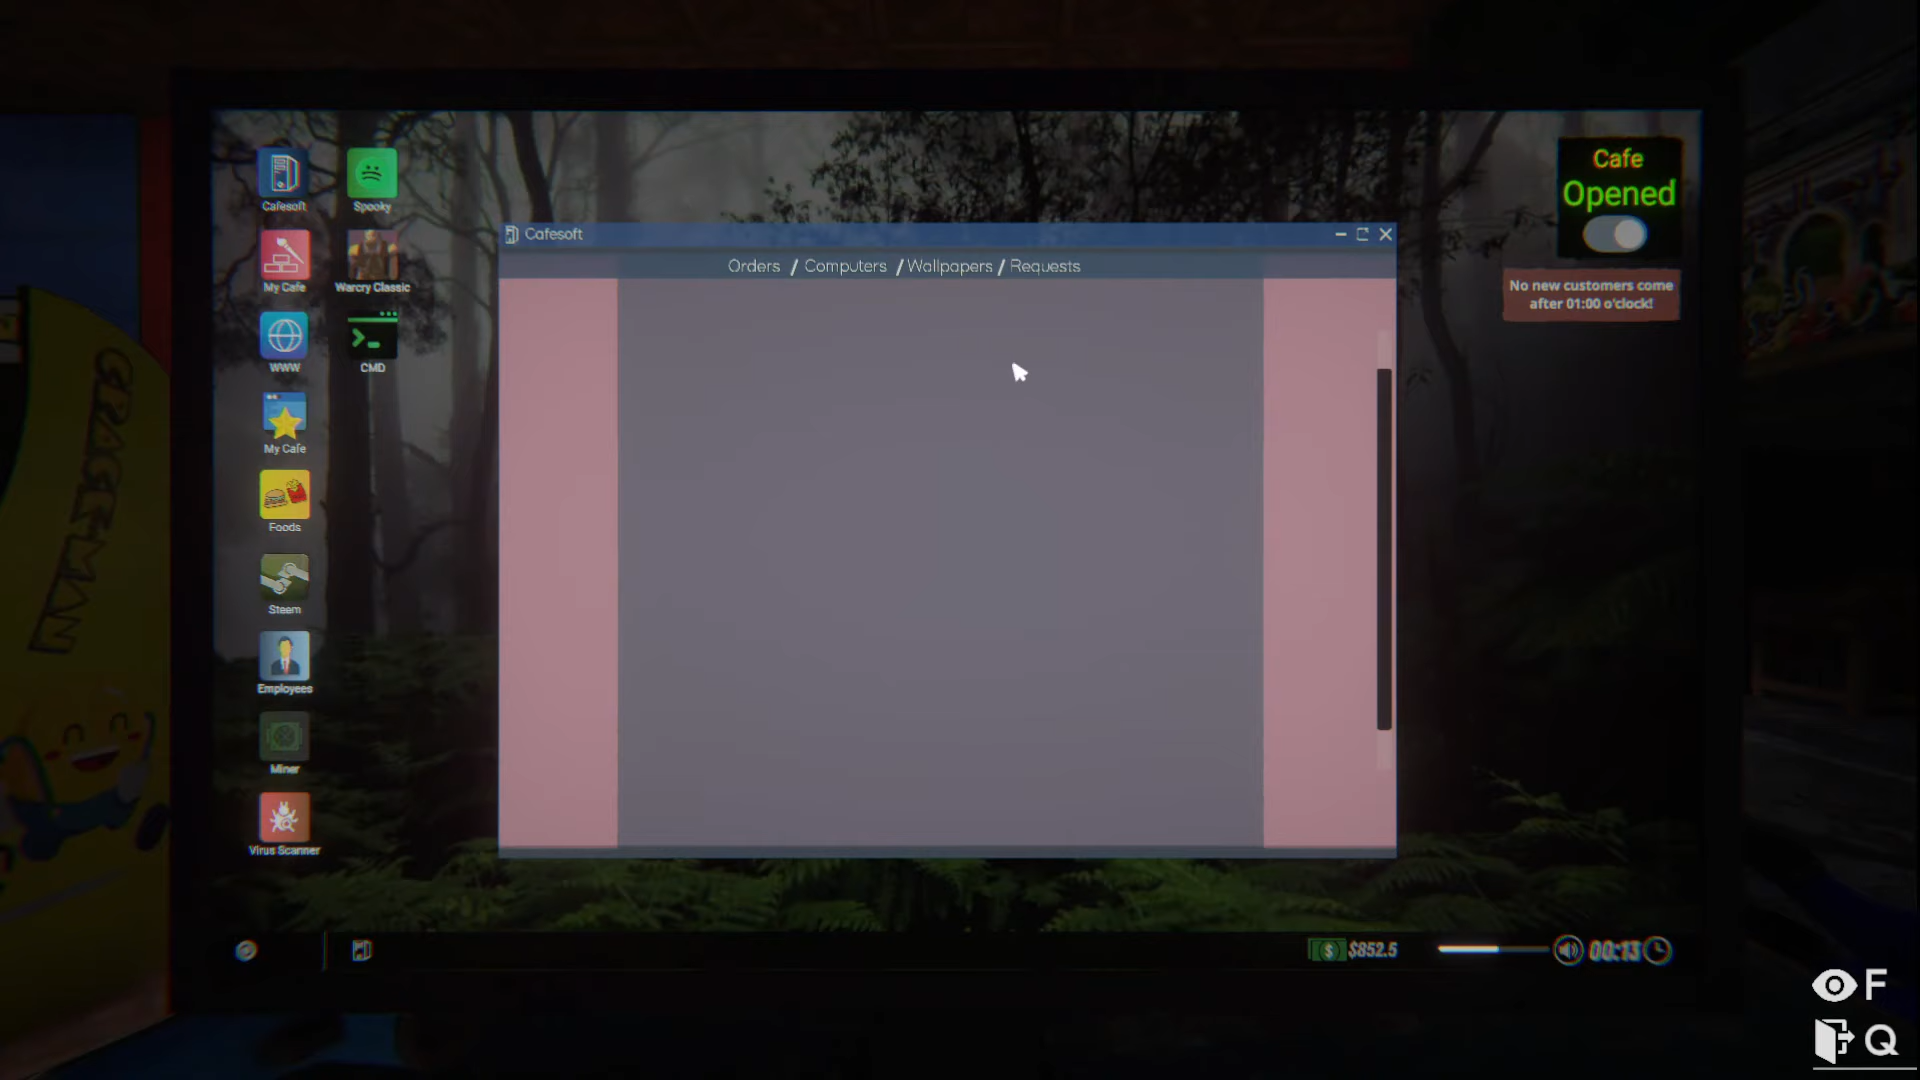 Cafesoft
Spooky
My Cafe
Warcry Classic
WWW
CMD
My Cafe
Foods
Steem
Employees
Miner
Virus Scanner
Cafesoft
Orders / Computers / Wallpapers / Requests
Cafe
Opened
No new customers come
after 01:00 o'clock!
$852.5
00:13
F
Q